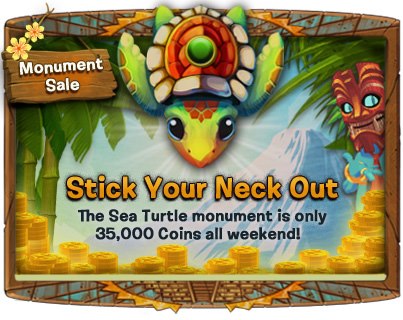 Monument
Sale
Stick Your Neck Out
The Sea Turtle monument is only
35,000 Coins all weekend!